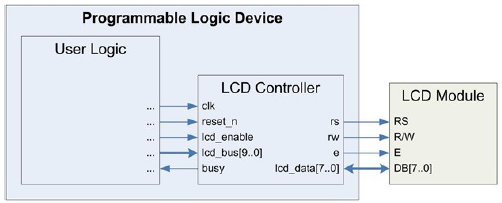 Programmable Logic Device
User Logic
LCD Controller
LCD Module
... clk
... reset_n rs RS
... lcd_enable rw R/W
... lcd_bus[9..0] e E
... busy lcd_data[7..0] DB[7..0]